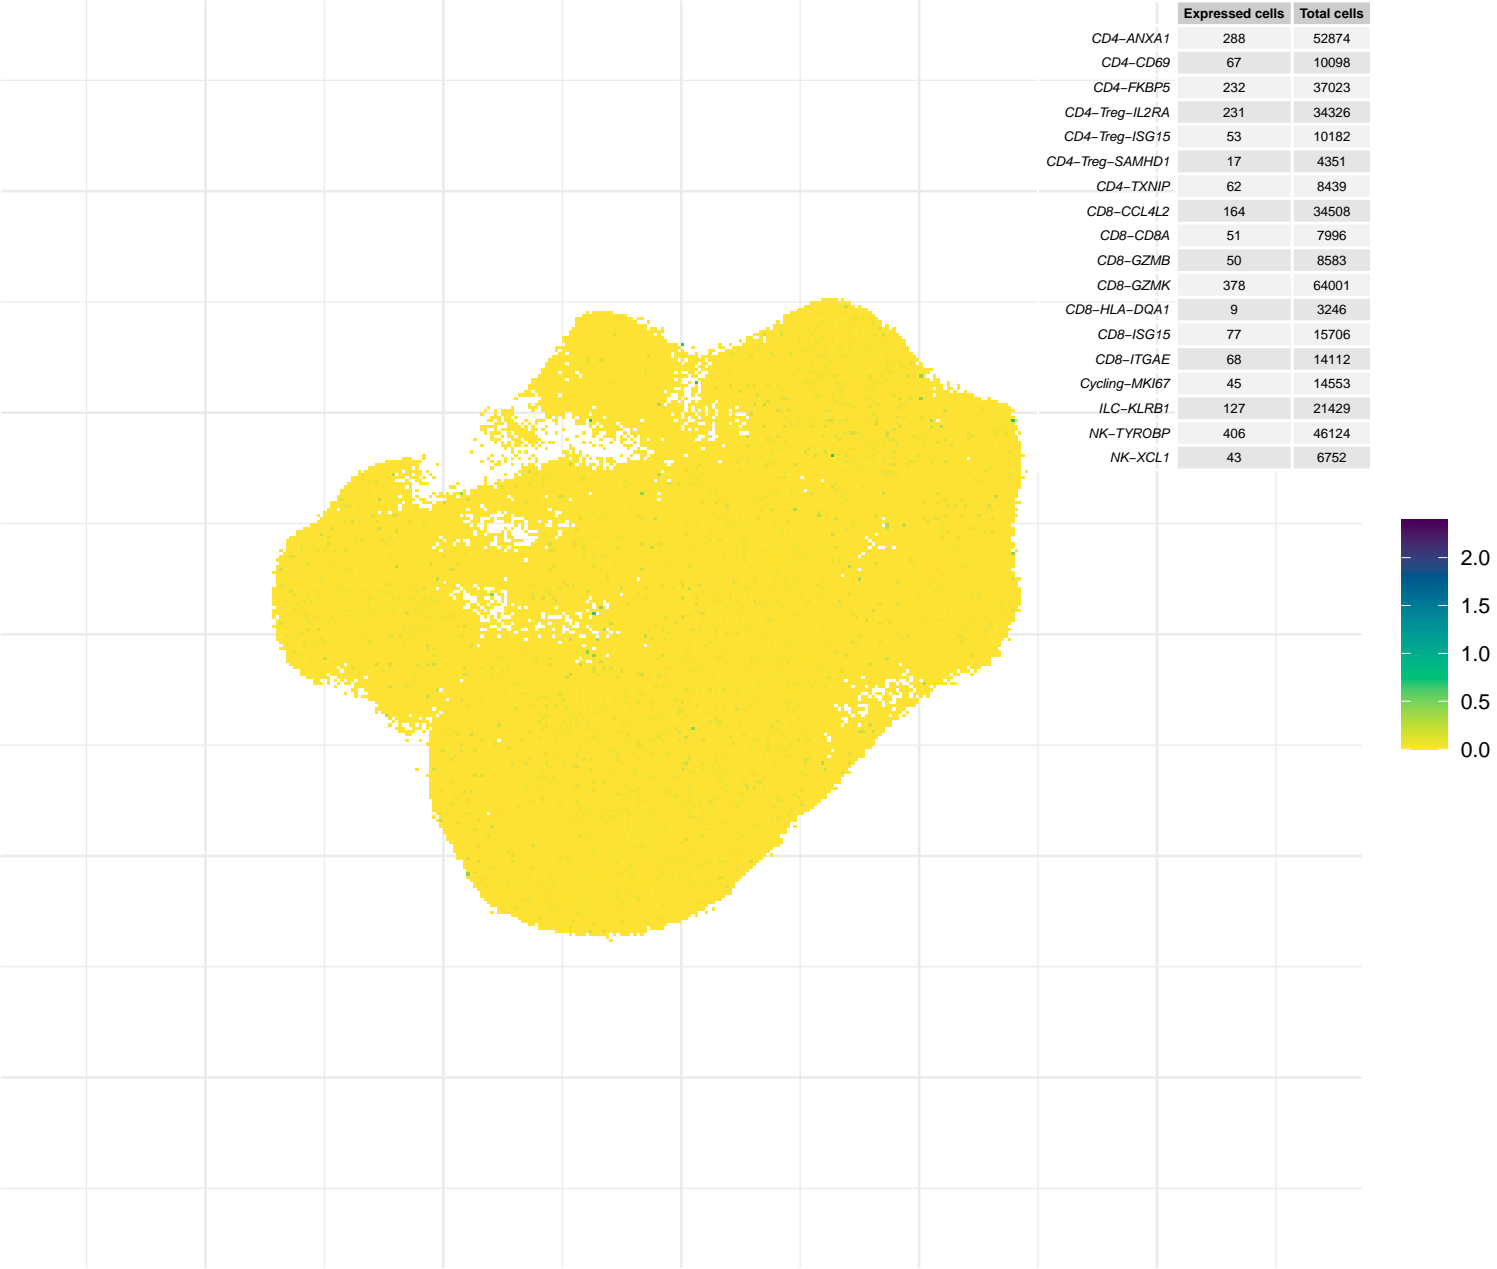 Expressed cells Total cells
CD4−ANXA1 288 52874
CD4−CD69 67 10098
CD4−FKBP5 232 37023
CD4−Treg−IL2RA 231 34326
CD4−Treg−ISG15 53 10182
CD4−Treg−SAMHD1 17 4351
CD4−TXNIP 62 8439
CD8−CCL4L2 164 34508
CD8−CD8A 51 7996
CD8−GZMB 50 8583
CD8−GZMK 378 64001
CD8−HLA−DQA1 9 3246
CD8−ISG15 77 15706
CD8−ITGAE 68 14112
Cycling−MKI67 45 14553
ILC−KLRB1 127 21429
NK−TYROBP 406 46124
NK−XCL1 43 6752
2.0
1.5
1.0
0.5
0.0